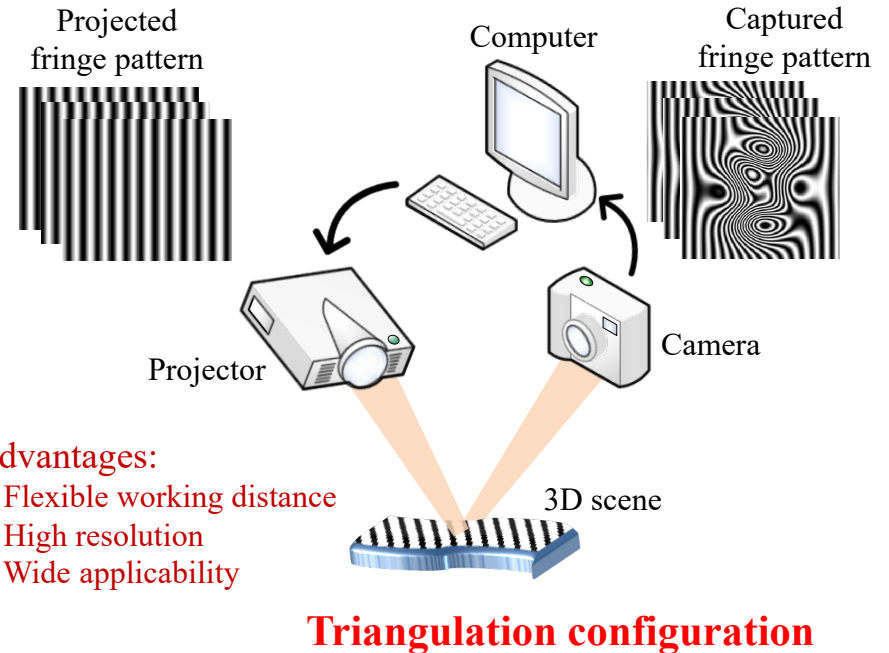 Projected
fringe pattern
Computer
Captured
fringe pattern
Projector
Camera
dvantages:
Flexible working distance
High resolution
Wide applicability
3D scene
Triangulation configuration